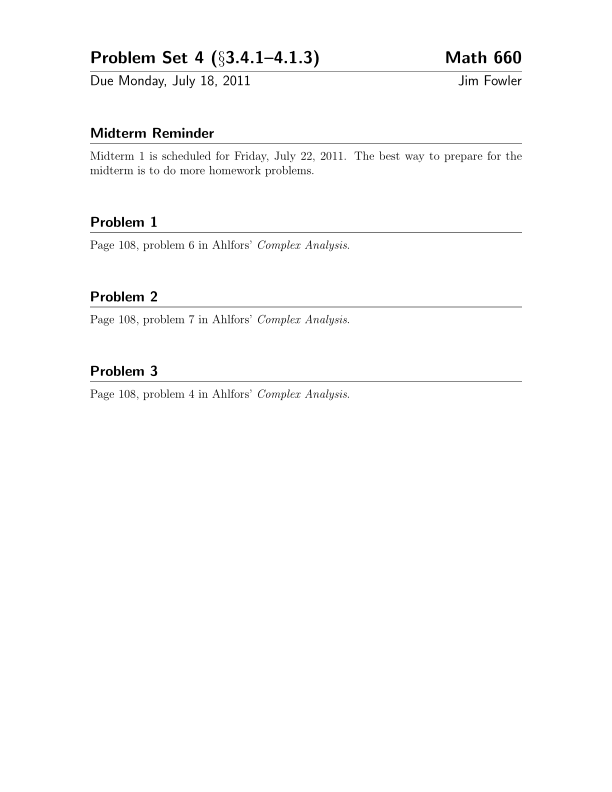 Problem Set 4 (§3.4.1–4.1.3) Math 660
Due Monday, July 18, 2011 Jim Fowler
Midterm Reminder
Midterm 1 is scheduled for Friday, July 22, 2011. The best way to prepare for the
midterm is to do more homework problems.
Problem 1
Page 108, problem 6 in Ahlfors' Complex Analysis.
Problem 2
Page 108, problem 7 in Ahlfors' Complex Analysis.
Problem 3
Page 108, problem 4 in Ahlfors' Complex Analysis.